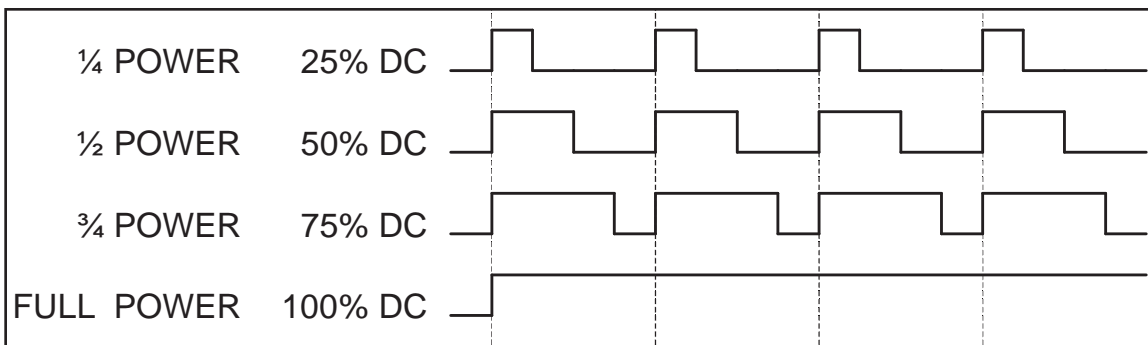 ¼ POWER 25% DC
½ POWER 50% DC
¾ POWER 75% DC
FULL POWER 100% DC